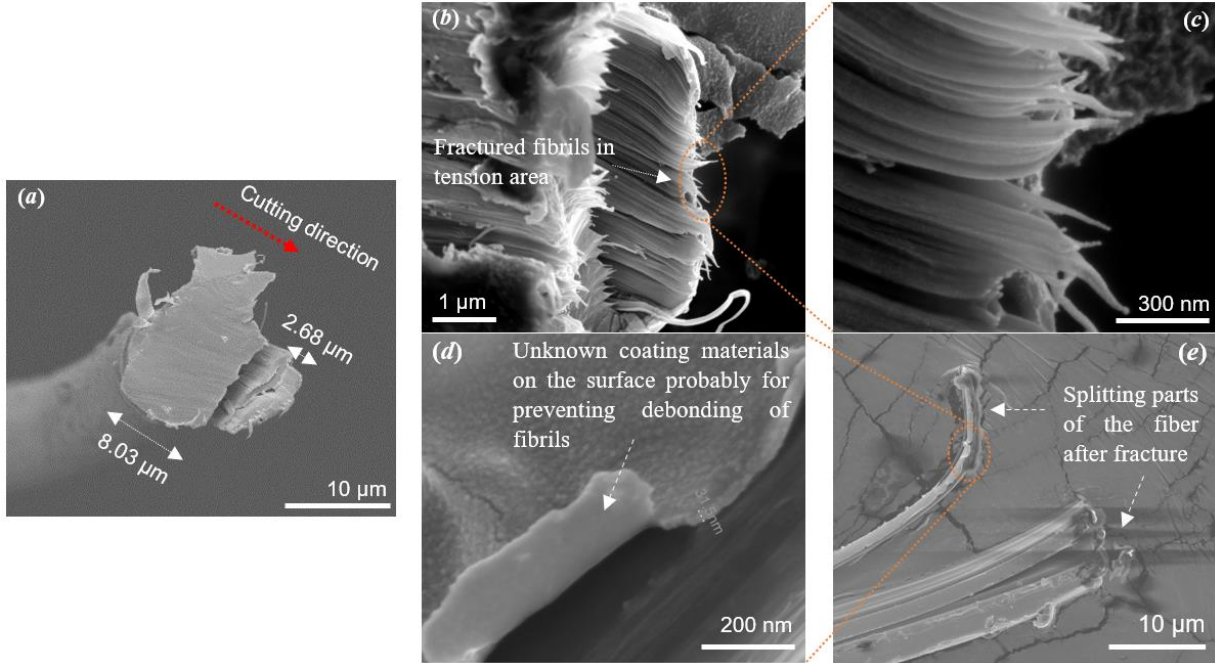 (a)
Cutting direction
2.68 µm
8.03 µm
10 µm
(b)
Fractured fibrils in
tension area
1 µm
(c)
300 nm
(d)
Unknown coating materials
on the surface probably for
preventing debonding of
fibrils
31.5nm
200 nm
(e)
Splitting parts
of the fiber
after fracture
10 µm